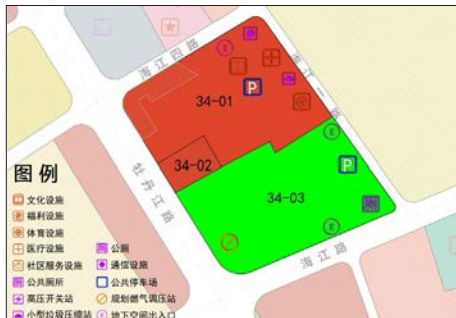 海江四路
海江二路
34-01
P
34-02
牡丹江路
P
34-03
海江路
图例
文化设施
福利设施
体育设施
医疗设施
公厕
社区服务设施
通信设施
公共厕所
公共停车场
高压开关站
规划燃气调压站
小型垃圾压缩站
地下空间出入口
E
E
E
E